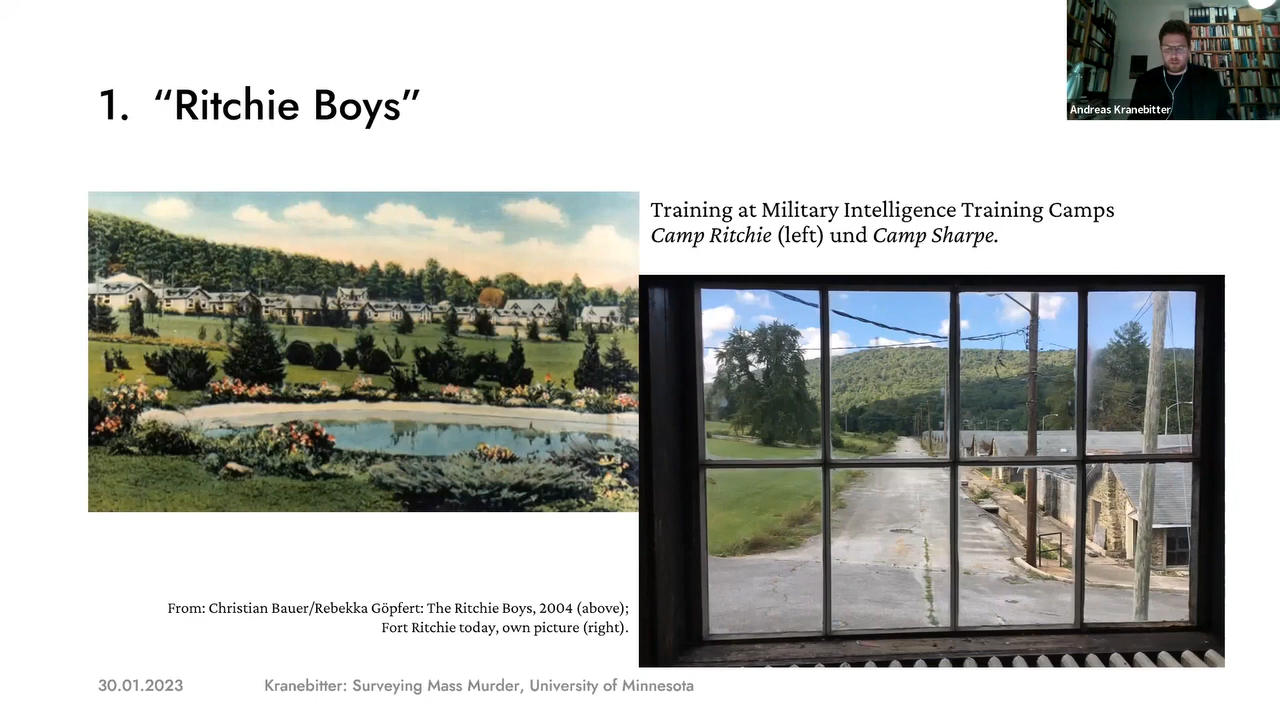 Andreas Kranebitter
1. “Ritchie Boys”
Training at Military Intelligence Training Camps
Camp Ritchie (left) und Camp Sharpe.
From: Christian Bauer/Rebekka Göpfert: The Ritchie Boys, 2004 (above);
Fort Ritchie today, own picture (right).
30.01.2023 Kranebitter: Surveying Mass Murder, University of Minnesota